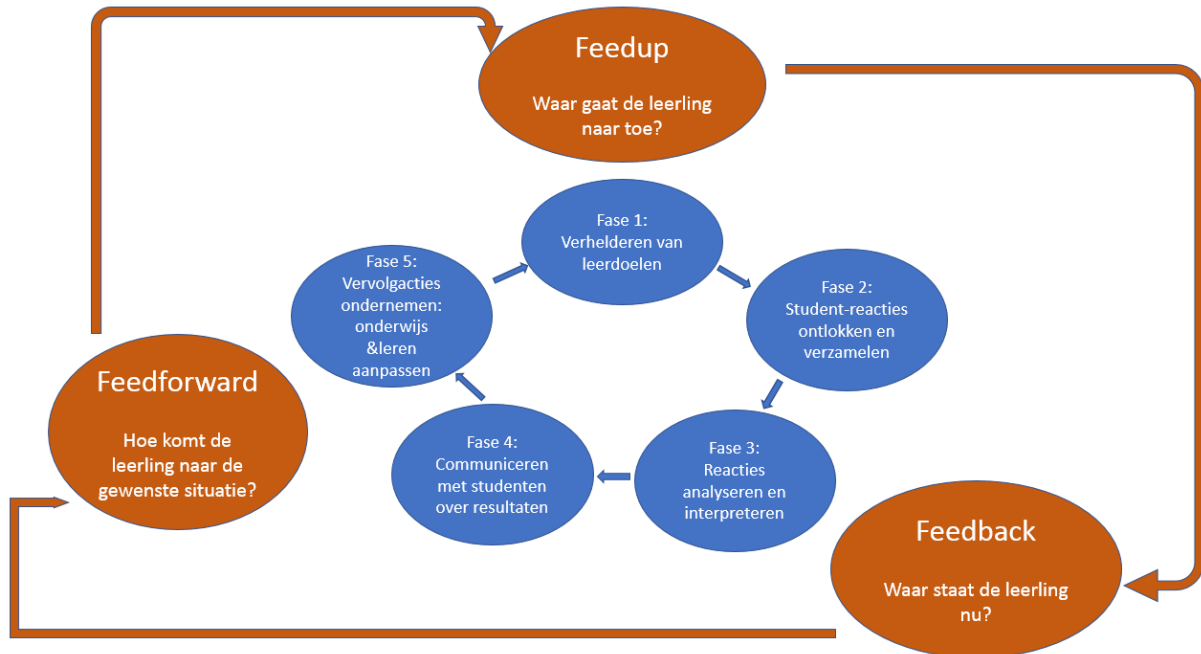 Feedup
Waar gaat de leerling
naar toe?
Fase 1:
Verhelderen van
leerdoelen
Fase 2:
Student-reacties
ontlokken en
verzamelen
Fase 3:
Reacties
analyseren en
interpreteren
Fase 4:
Communiceren
met studenten
over resultaten
Fase 5:
Vervolgacties
ondernemen:
onderwijs
&leren
aanpassen
Feedback
Waar staat de leerling
nu?
Feedforward
Hoe komt de
leerling naar de
gewenste situatie?